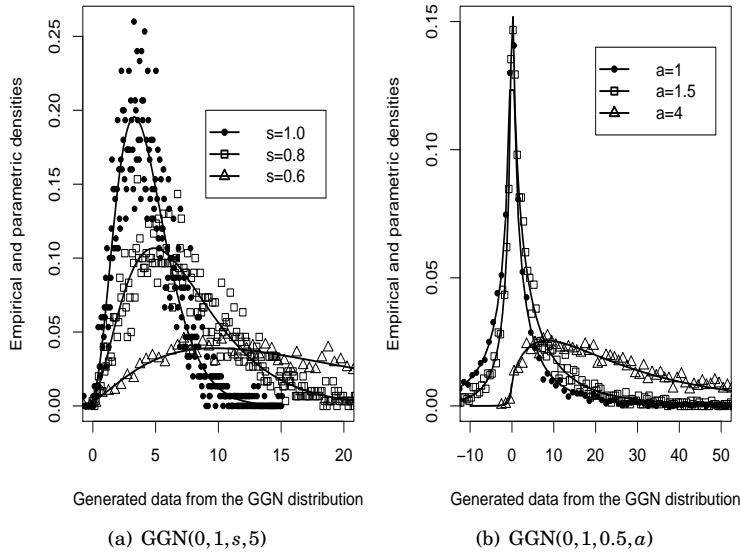 Empirical and parametric densities
0.00 0.05 0.10 0.15 0.20 0.25
s=1.0
s=0.8
s=0.6
0 5 10 15 20
Generated data from the GGN distribution
(a) GGN(0, 1, s, 5)
Empirical and parametric densities
0.00 0.05 0.10 0.15
a=1
a=1.5
a=4
−10 0 10 20 30 40 50
Generated data from the GGN distribution
(b) GGN(0, 1, 0.5, a)